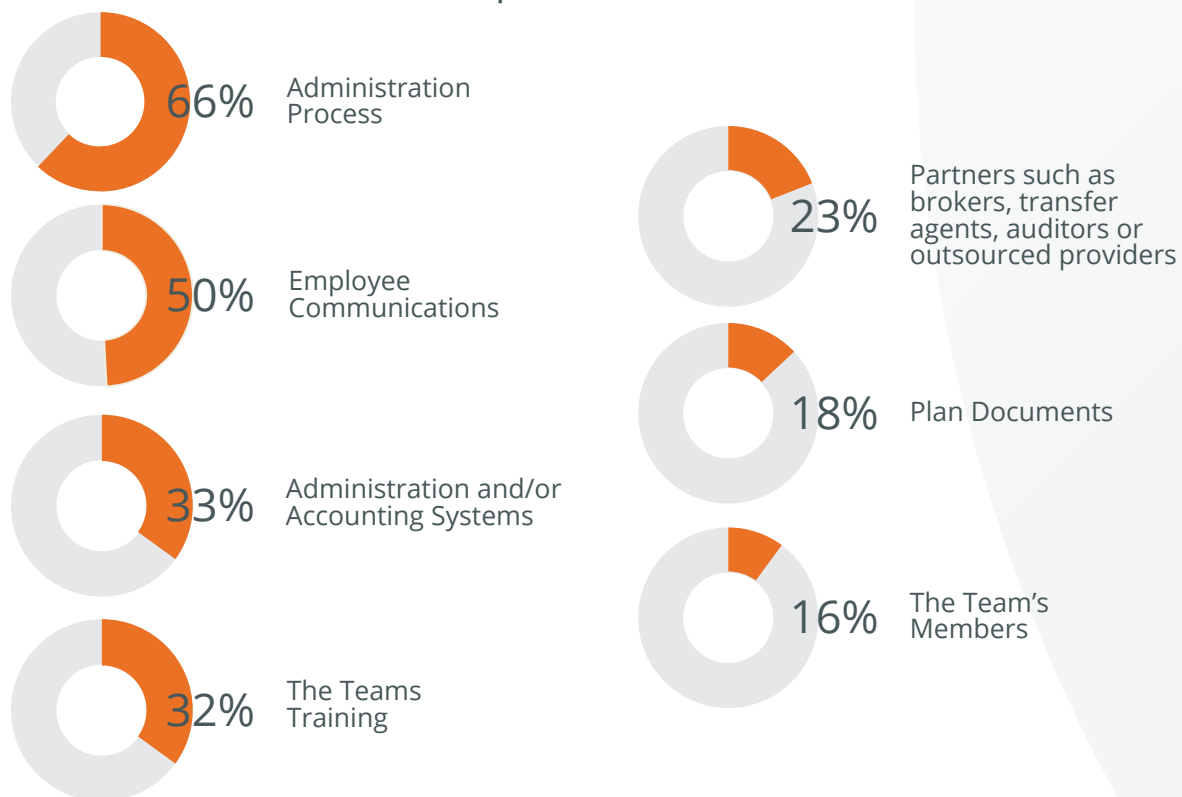 66%
Administration
Process
50%
Employee
Communications
33%
Administration and/or
Accounting Systems
32%
The Teams
Training
23%
Partners such as
brokers, transfer
agents, auditors or
outsourced providers
18%
Plan Documents
16%
The Team’s
Members